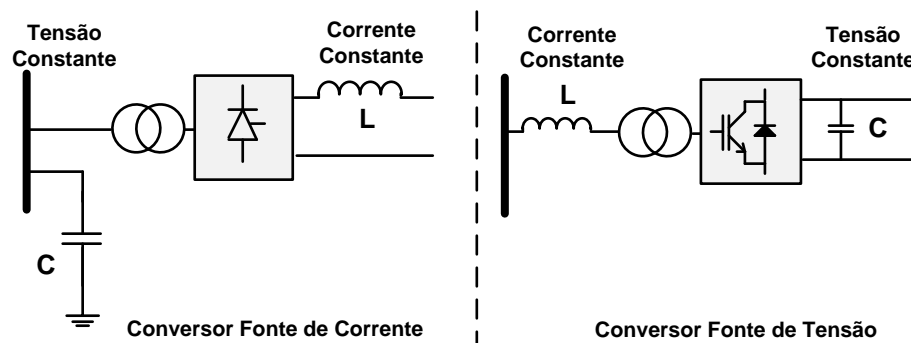 Tensão
Constante
Corrente
Constante
L
C
Conversor Fonte de Corrente
Corrente
Constante
L
Tensão
Constante
C
Conversor Fonte de Tensão